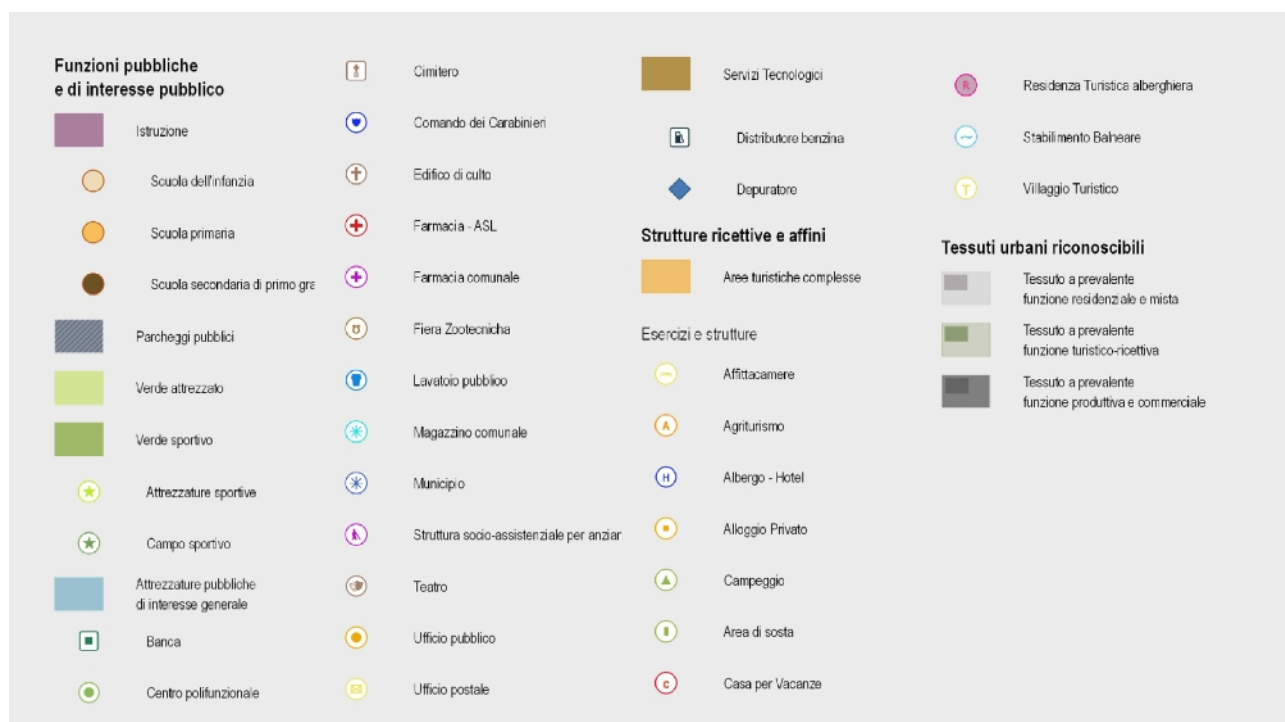 Funzioni pubbliche
e di interesse pubblico
Istruzione
Scuola dell'infanzia
Scuola primaria
Scuola secondaria di primo gra
Parcheggi pubblici
Verde attrezzato
Verde sportivo
Attrezzature sportive
Campo sportivo
Attrezzature pubbliche
di interesse generale
Banca
Centro polifunzionale
Cimitero
Comando dei Carabinieri
Edifico di culto
Farmacia - ASL
Farmacia comunale
Fiera Zootecnicha
Lavatoio pubblico
Magazzino comunale
Municipio
Struttura socio-assistenziale per anziar
Teatro
Ufficio pubblico
Ufficio postale
Servizi Tecnologici
Distributore benzina
Depuratore
Strutture ricettive e affini
Aree turistiche complesse
Esercizi e strutture
Affittacamere
A Agriturismo
H Albergo - Hotel
Alloggio Privato
Campeggio
Area di sosta
c Casa per Vacanze
R Residenza Turistica alberghiera
Stabilimento Balneare
T Villaggio Turistico
Tessuti urbani riconoscibili
Tessuto a prevalente
funzione residenziale e mista
Tessuto a prevalente
funzione turistico-ricettiva
Tessuto a prevalente
funzione produttiva e commerciale